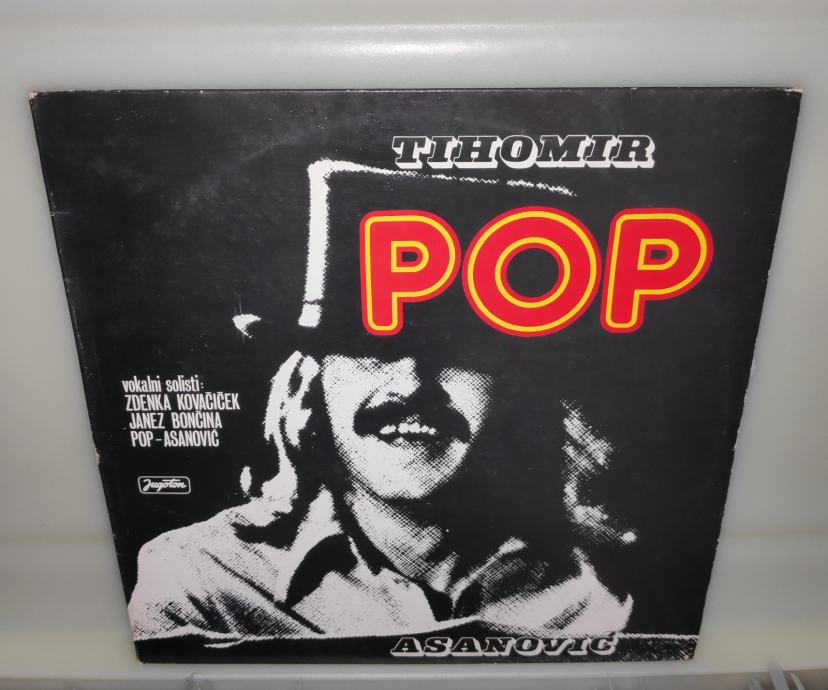 TIHOMIR
POP
vokalni solisti:
ZDENKA KOVAČIČEK
JANEZ BONČINA
POP-ASANOVIĆ
Jugoton
ASANOVIĆ